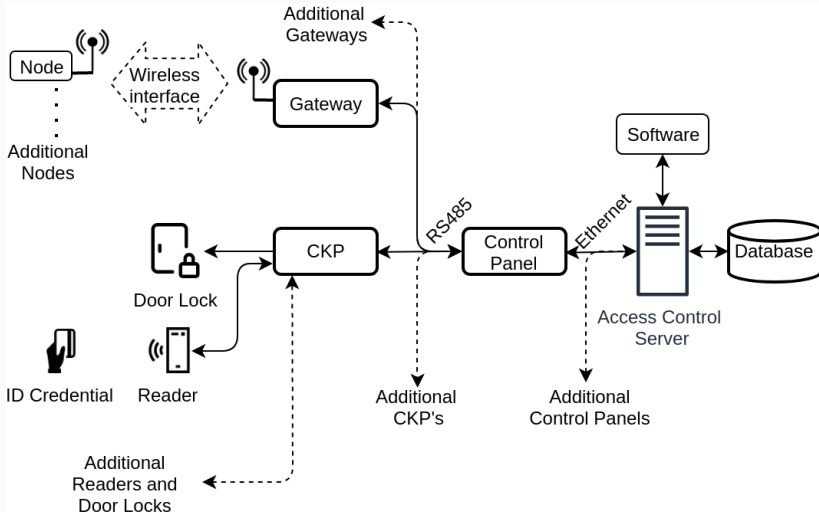 Additional
Gateways
Node
Wireless
interface
Gateway
Additional
Nodes
Software
RS485
Ethernet
CKP
Control
Panel
Database
Door Lock
Access Control
Server
ID Credential
Reader
Additional
CKP's
Additional
Control Panels
Additional
Readers and
Door Locks